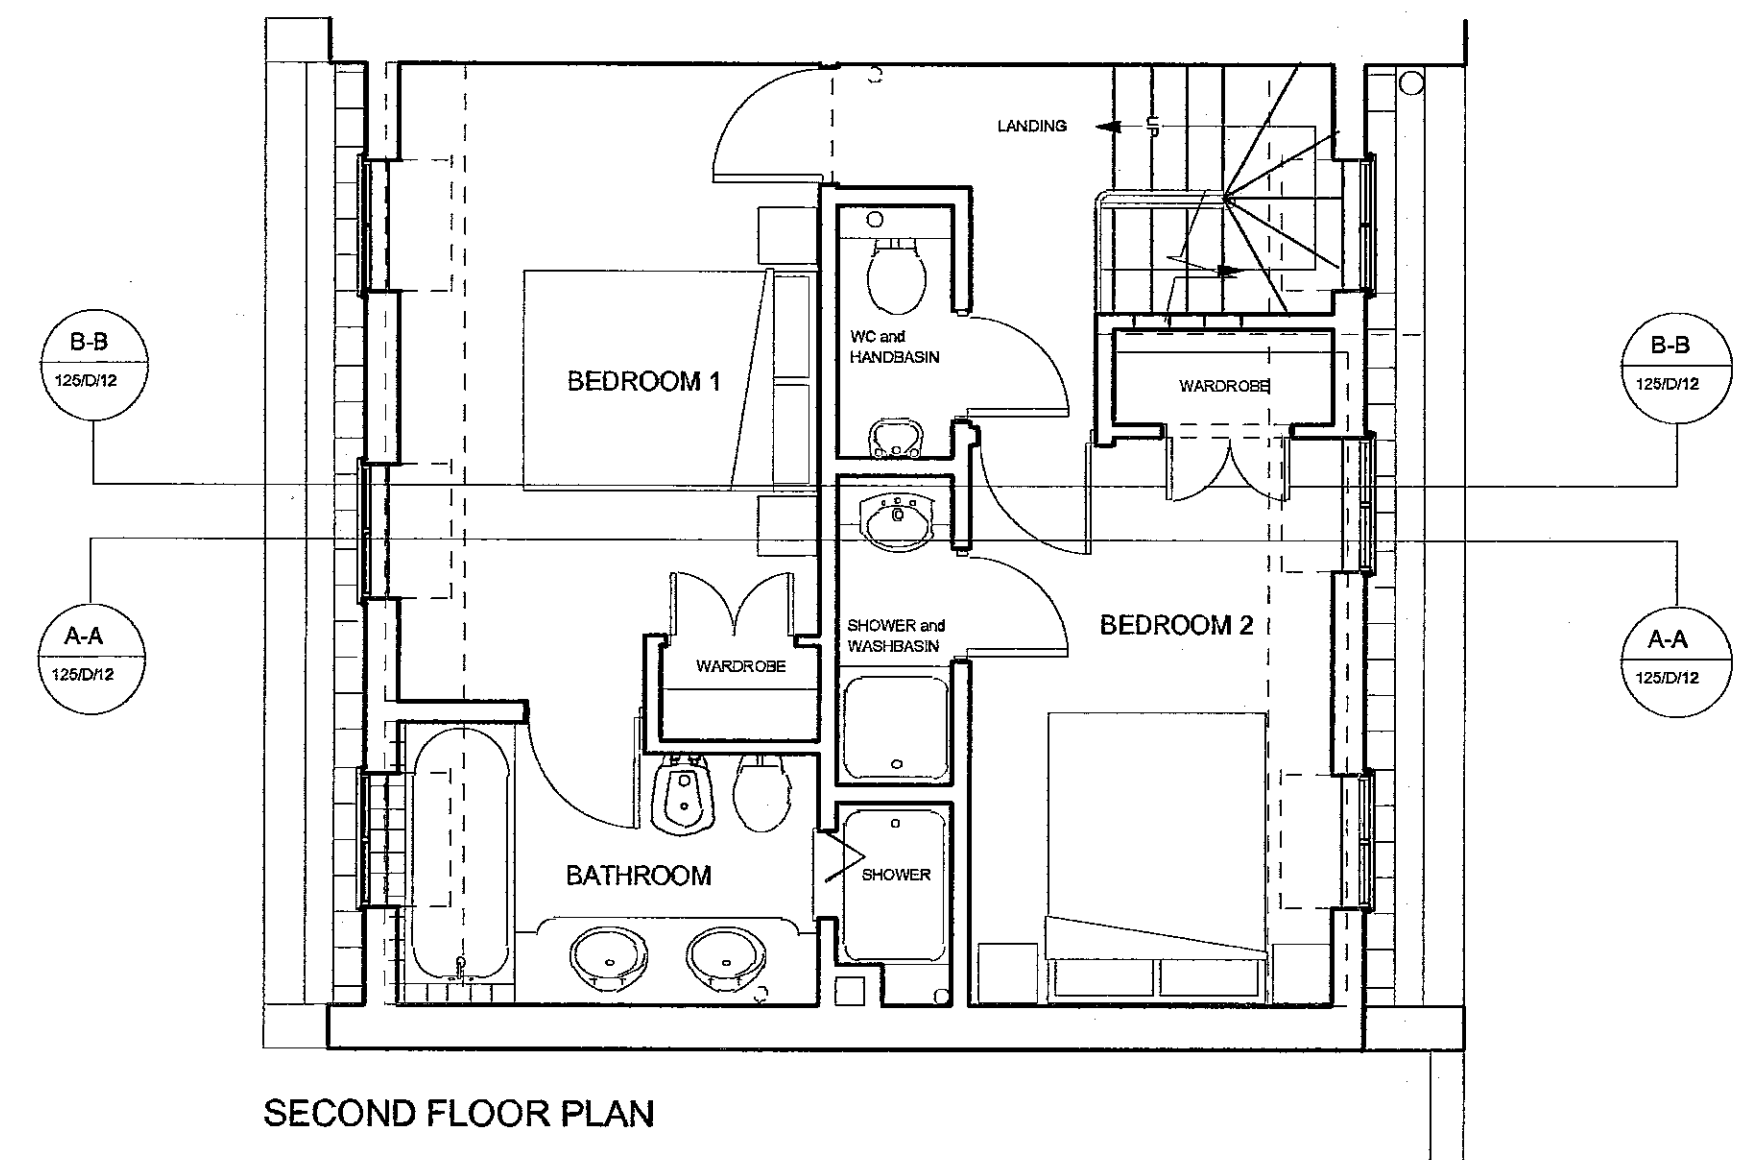 LANDING
UP
B-B
125/D/12
BEDROOM 1
WC and
HANDBASIN
WARDROBE
B-B
125/D/12
A-A
125/D/12
WARDROBE
SHOWER and
WASHBASIN
BEDROOM 2
A-A
125/D/12
BATHROOM
SHOWER
SECOND FLOOR PLAN